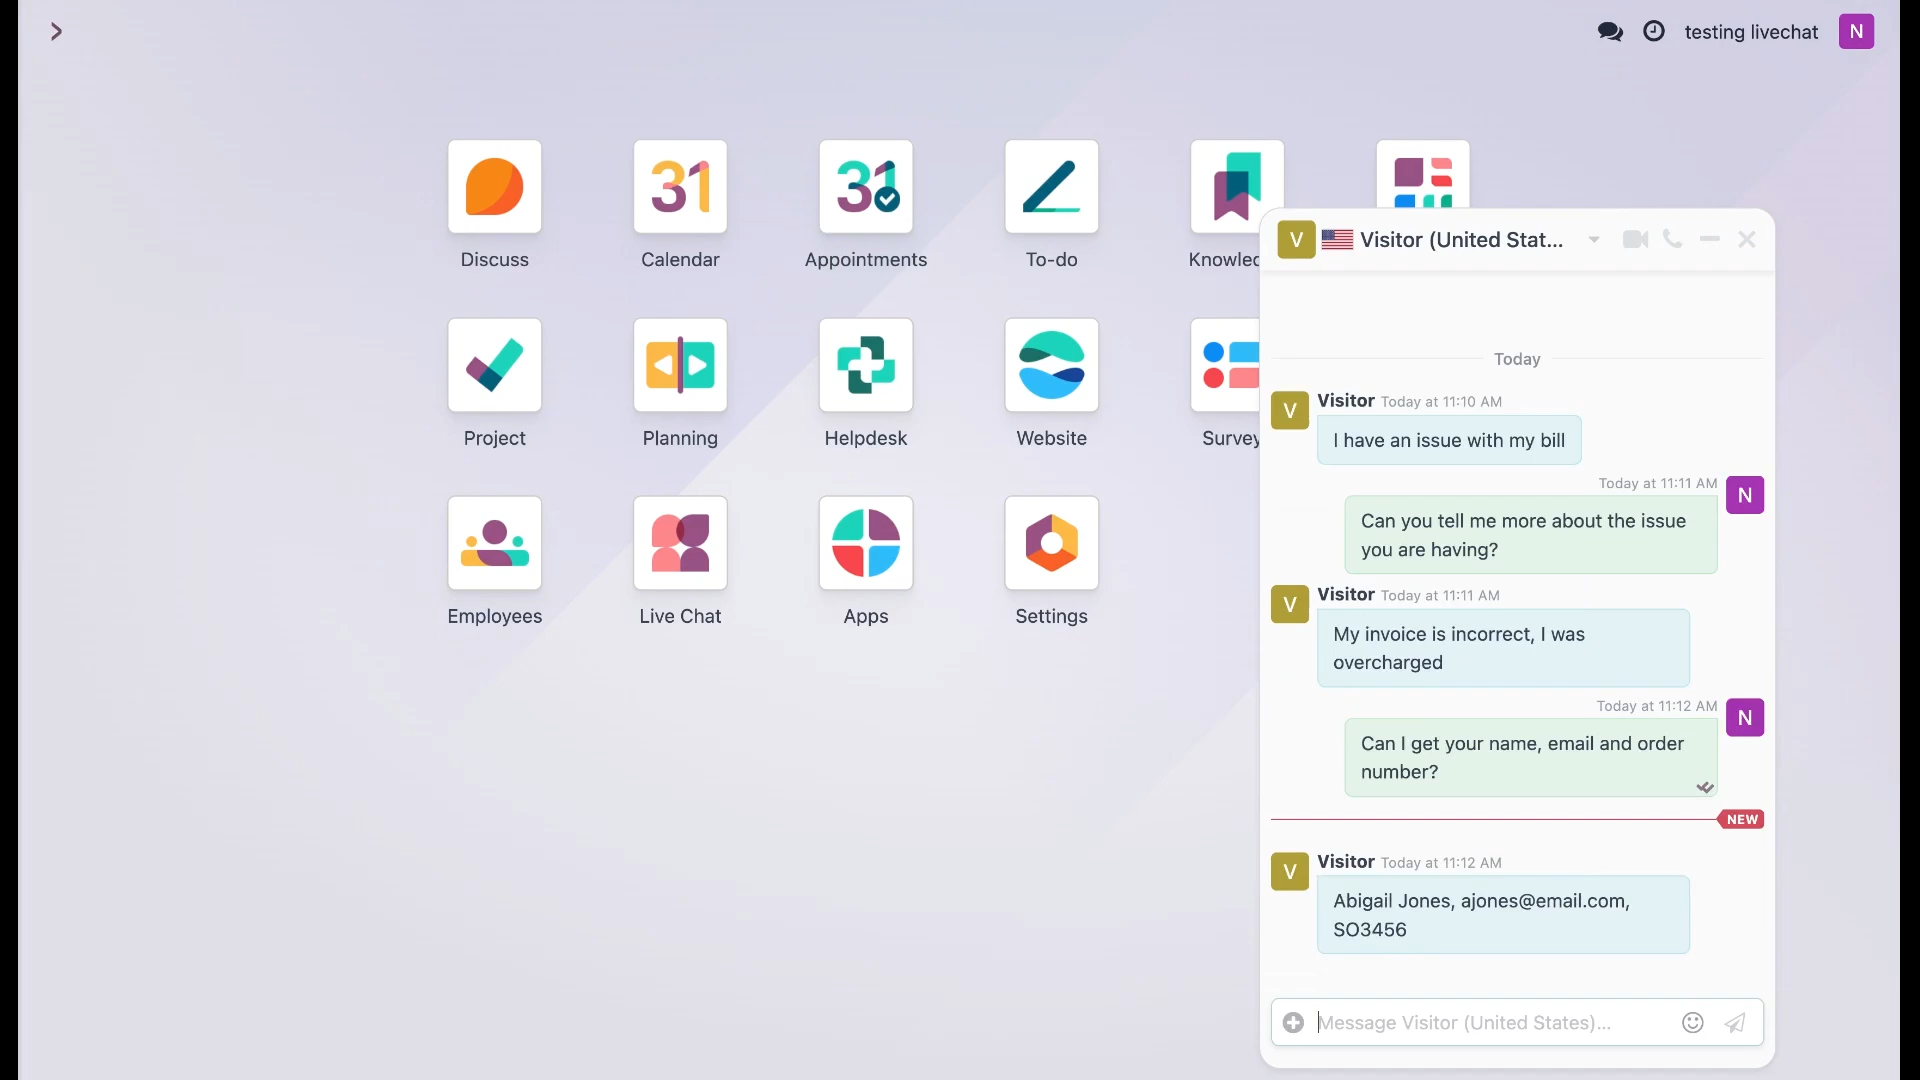 testing livechat
N
31
31
Discuss
Calendar
Appointments
To-do
Project
Planning
Helpdesk
Website
Employees
Live Chat
Apps
Settings
V
Visitor (United Stat...
Today
V
Visitor Today at 11:10 AM
I have an issue with my bill
Today at 11:11 AM
N
Can you tell me more about the issue
you are having?
V
Visitor Today at 11:11 AM
My invoice is incorrect, I was
overcharged
Today at 11:12 AM
N
Can I get your name, email and order
number?
NEW
V
Visitor Today at 11:12 AM
Abigail Jones, ajones@email.com,
SO3456
Message Visitor (United States)...